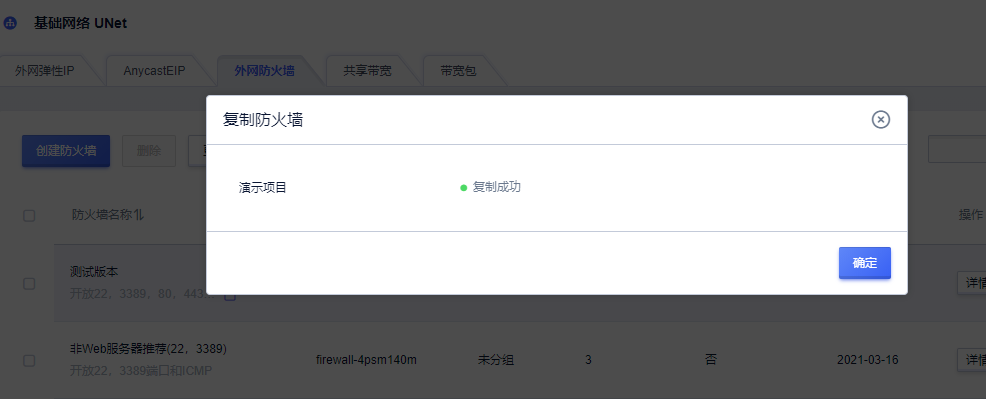 基础网络 UNet
外网弹性IP
AnycastEIP
外网防火墙
共享带宽
带宽包
复制防火墙
创建防火墙
删除
演示项目
复制成功
防火墙名称
操作
确定
测试版本
开放22，3389，80，443
详情
非Web服务器推荐(22，3389)
开放22，3389端口和ICMP
firewall-4psm140m
未分组
3
否
2021-03-16
详情